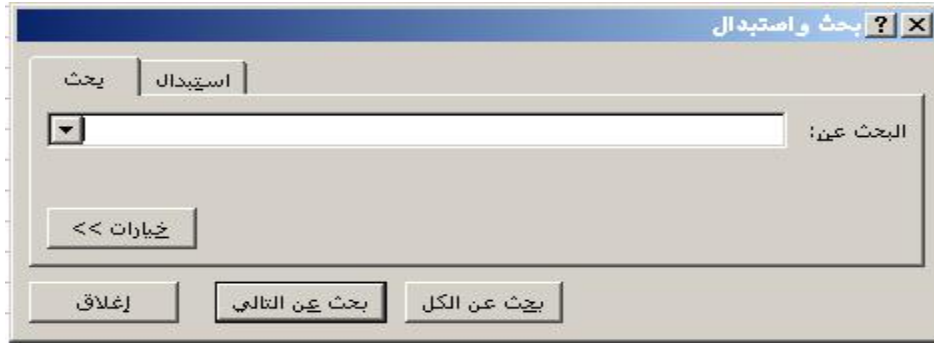 بحث واستبدال
بحث
استبدال
البحث عن:
خيارات >>
بحث عن الكل
بحث عن التالي
إغلاق